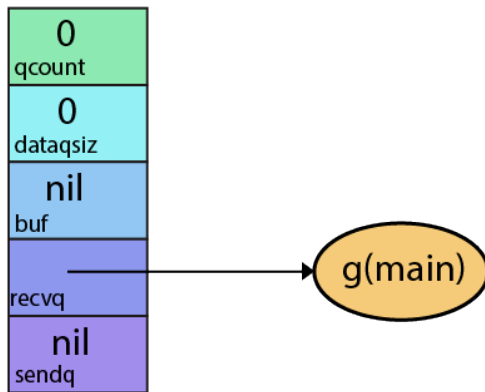 0
qcount
0
dataqsiz
nil
buf
recvq
g(main)
nil
sendq